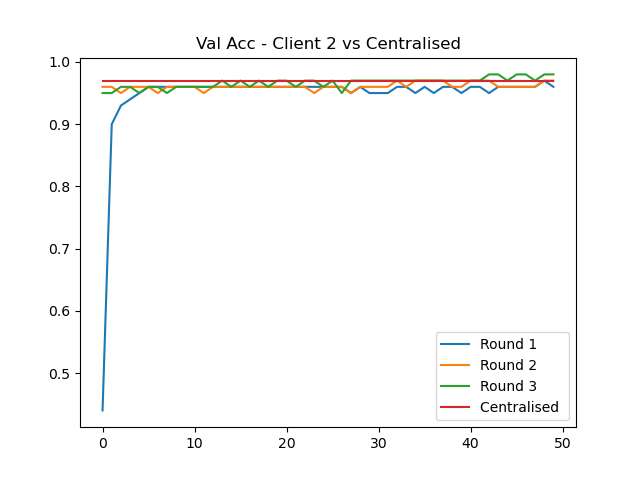 Val Acc - Client 2 vs Centralised
1.0
0.9
0.8
0.7
0.6
0.5
0 10 20 30 40 50
Round 1
Round 2
Round 3
Centralised